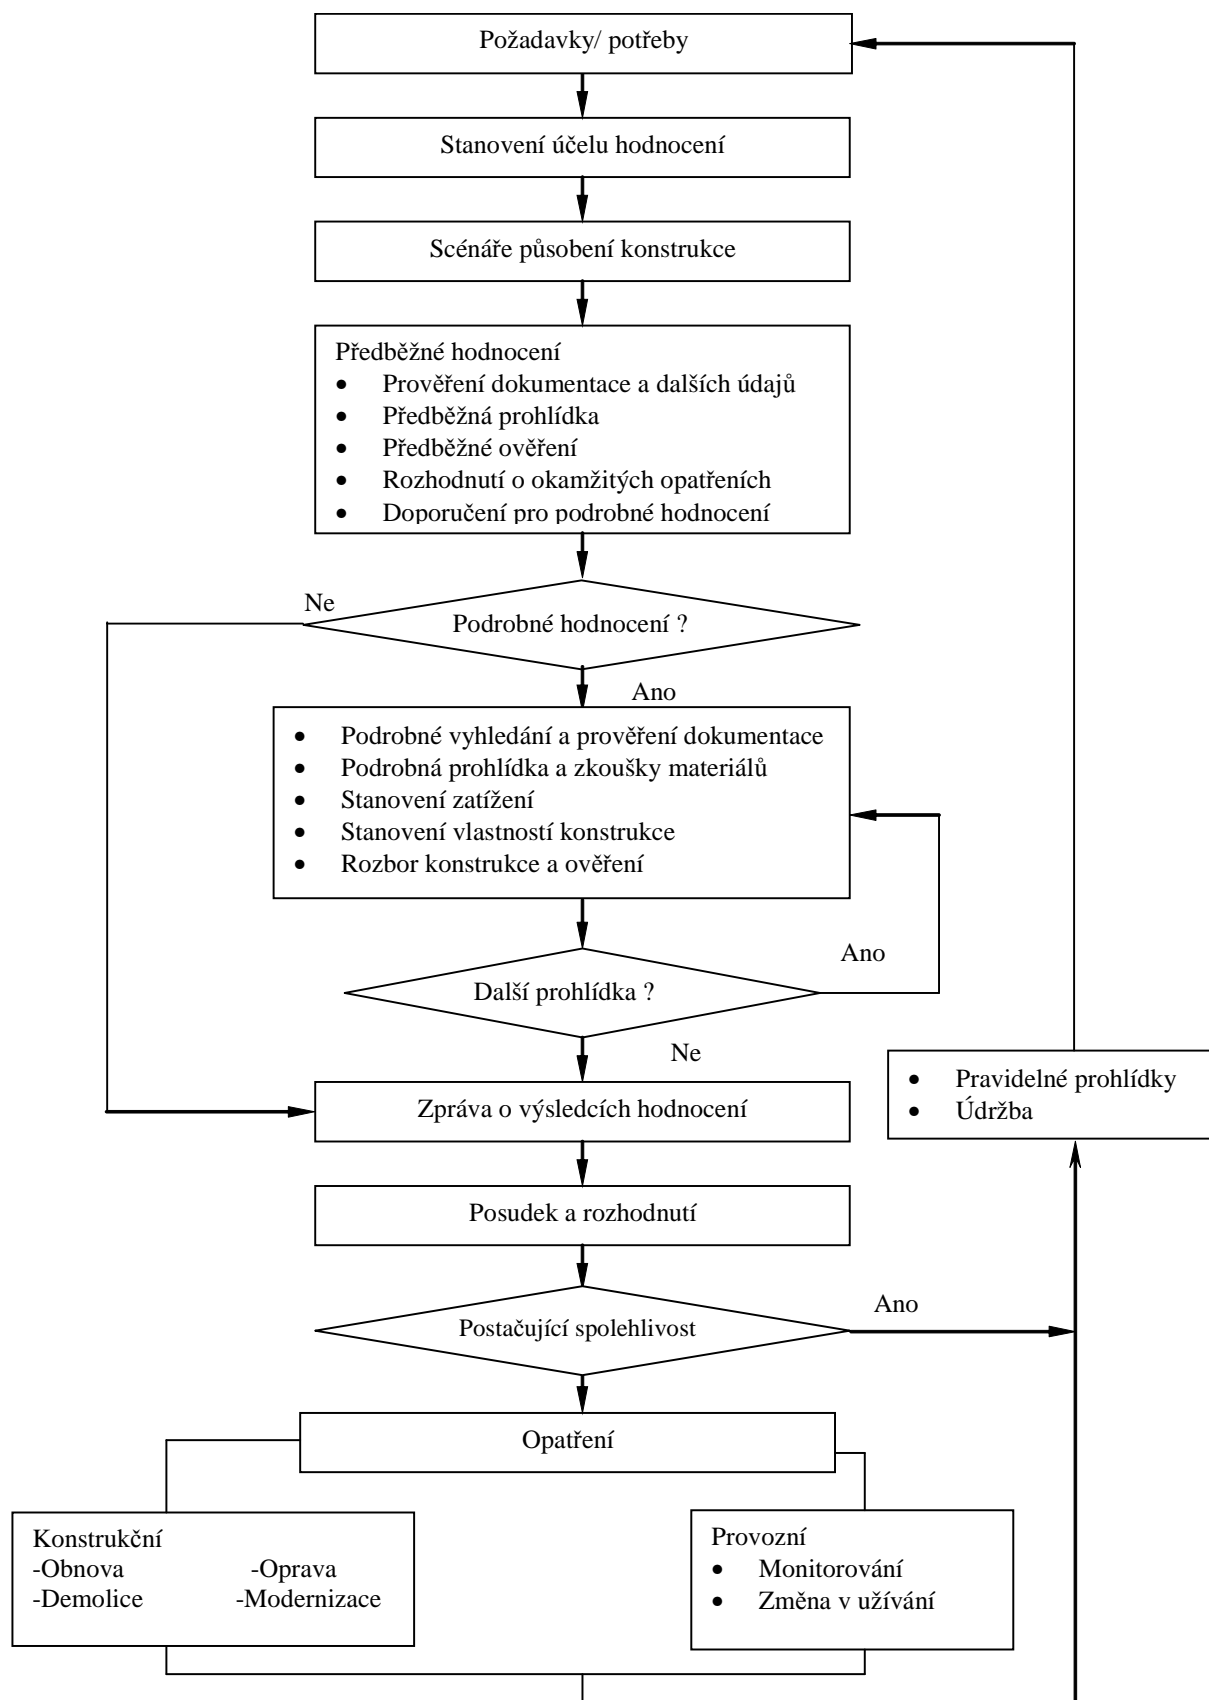 Požadavky/ potřeby
Stanovení účelu hodnocení
Scénáře působení konstrukce
Předběžné hodnocení
• Prověření dokumentace a dalších údajů
• Předběžná prohlídka
• Předběžné ověření
• Rozhodnutí o okamžitých opatřeních
• Doporučení pro podrobné hodnocení
Ne
Podrobné hodnocení ?
Ano
• Podrobné vyhledání a prověření dokumentace
• Podrobná prohlídka a zkoušky materiálů
• Stanovení zatížení
• Stanovení vlastností konstrukce
• Rozbor konstrukce a ověření
Ano
Další prohlídka ?
Ne
• Pravidelné prohlídky
• Údržba
Zpráva o výsledcích hodnocení
Posudek a rozhodnutí
Ano
Postačující spolehlivost
Opatření
Konstrukční
-Obnova -Oprava
-Demolice -Modernizace
Provozní
• Monitorování
• Změna v užívání